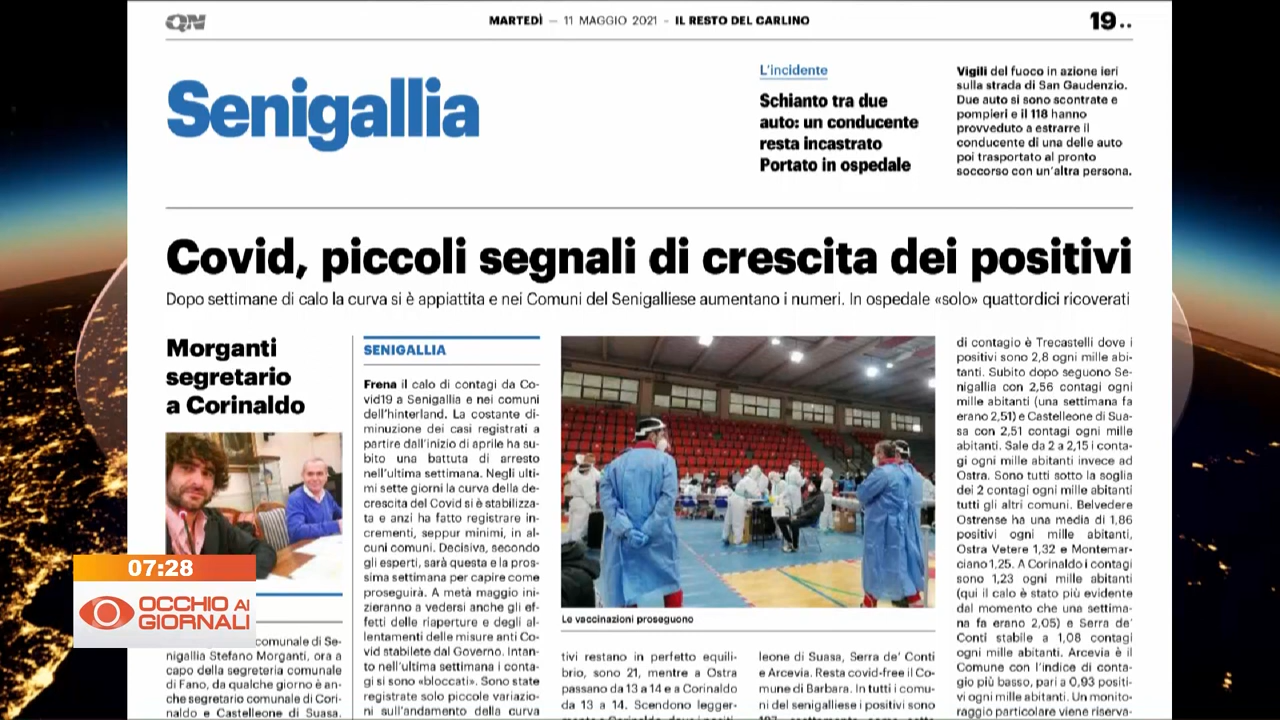 QN
MARTEDÌ — 11 MAGGIO 2021 – IL RESTO DEL CARLINO
19..
Senigallia
L'incidente
Schianto tra due
auto: un conducente
resta incastrato
Portato in ospedale
Vigili del fuoco in azione ieri
sulla strada di San Gaudenzio.
Due auto si sono scontrate e
pompieri e il 118 hanno
provveduto a estrarre il
conducente di una delle auto
poi trasportato al pronto
soccorso con un'altra persona.
Covid, piccoli segnali di crescita dei positivi
Dopo settimane di calo la curva si è appiattita e nei Comuni del Senigalliese aumentano i numeri. In ospedale «solo» quattordici ricoverati
Morganti
segretario
a Corinaldo
07:28
OCCHIO AI
GIORNALI
comunale di Se-
nigallia Stefano Morganti, ora a
capo della segreteria comunale
di Fano, da qualche giorno è an-
che segretario comunale di Cori-
naldo e Castelleone di Suasa.
SENIGALLIA
Frena il calo di contagi da Co-
vid19 a Senigallia e nei comuni
dell'hinterland. La costante di-
minuzione dei casi registrati a
partire dall'inizio di aprile ha su-
bito una battuta di arresto
nell'ultima settimana. Negli ulti-
mi sette giorni la curva della de-
crescita del Covid si è stabilizza-
ta e anzi ha fatto registrare in-
crementi, seppur minimi, in al-
cuni comuni. Decisiva, secondo
gli esperti, sarà questa e la pros-
sima settimana per capire come
proseguirà. A metà maggio ini-
zieranno a vedersi anche gli ef-
fetti delle riaperture e degli al-
lentamenti delle misure anti Co-
vid stabilite dal Governo. Intan-
to nell'ultima settimana i conta-
gi si sono «bloccati». Sono state
registrate solo piccole variazio-
ni sull'andamento della curva
Le vaccinazioni proseguono
tivi restano in perfetto equili-
brio, sono 21, mentre a Ostra
passano da 13 a 14 e a Corinaldo
da 13 a 14. Scendono legger-
leone di Suasa, Serra de' Conti
e Arcevia. Resta covid-free il Co-
mune di Barbara. In tutti i comu-
ni del senigalliese i positivi sono
di contagio è Trecastelli dove i
positivi sono 2,8 ogni mille abi-
tanti. Subito dopo seguono Se-
nigallia con 2,56 contagi ogni
mille abitanti (una settimana fa
erano 2,51) e Castelleone di Sua-
sa con 2,51 contagi ogni mille
abitanti. Sale da 2 a 2,15 i conta-
gi ogni mille abitanti invece ad
Ostra. Sono tutti sotto la soglia
dei 2 contagi ogni mille abitanti
tutti gli altri comuni. Belvedere
Ostrense ha una media di 1,86
positivi ogni mille abitanti,
Ostra Vetere 1,32 e Montemar-
ciano 1,25. A Corinaldo i contagi
sono 1,23 ogni mille abitanti
(qui il calo è stato più evidente
dal momento che una settima-
na fa erano 2,05) e Serra de'
Conti stabile a 1,08 contagi
ogni mille abitanti. Arcevia è il
Comune con l'indice di conta-
gio più basso, pari a 0,93 positi-
vi ogni mille abitanti. Un monito-
raggio particolare viene riserva-